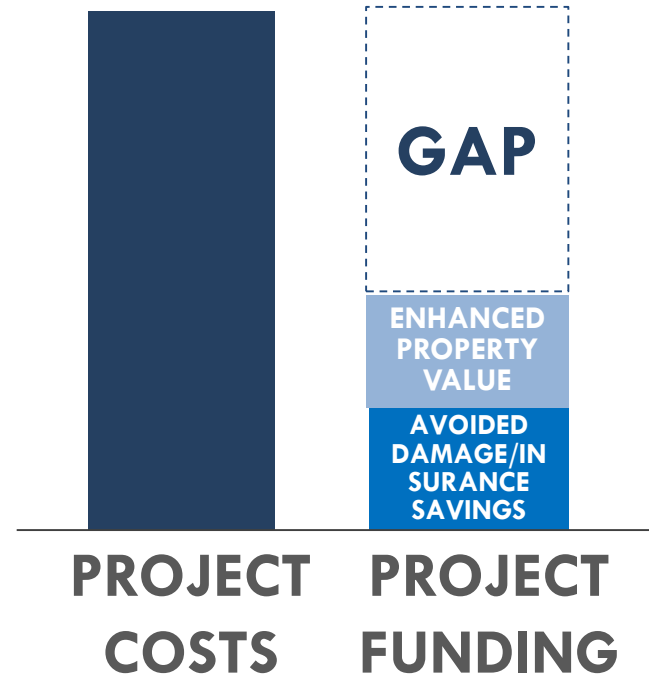 GAP
ENHANCED
PROPERTY
VALUE
AVOIDED
DAMAGE/IN
SURANCE
SAVINGS
PROJECT
COSTS
PROJECT
FUNDING